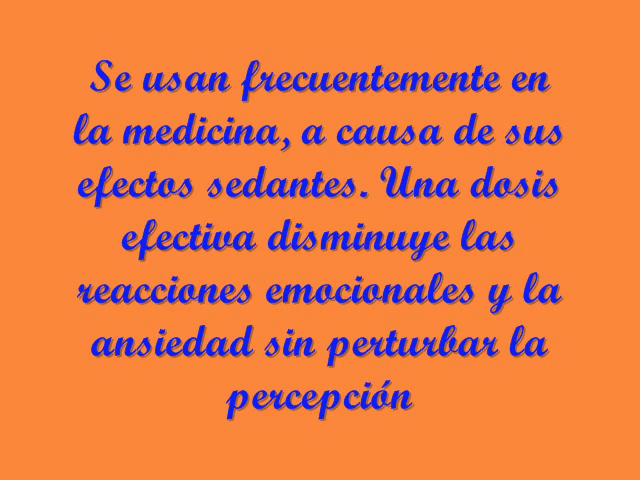 Se usan frecuentemente en
la medicina, a causa de sus
efectos sedantes. Una dosis
efectiva disminuye las
reacciones emocionales y la
ansiedad sin perturbar la
percepción